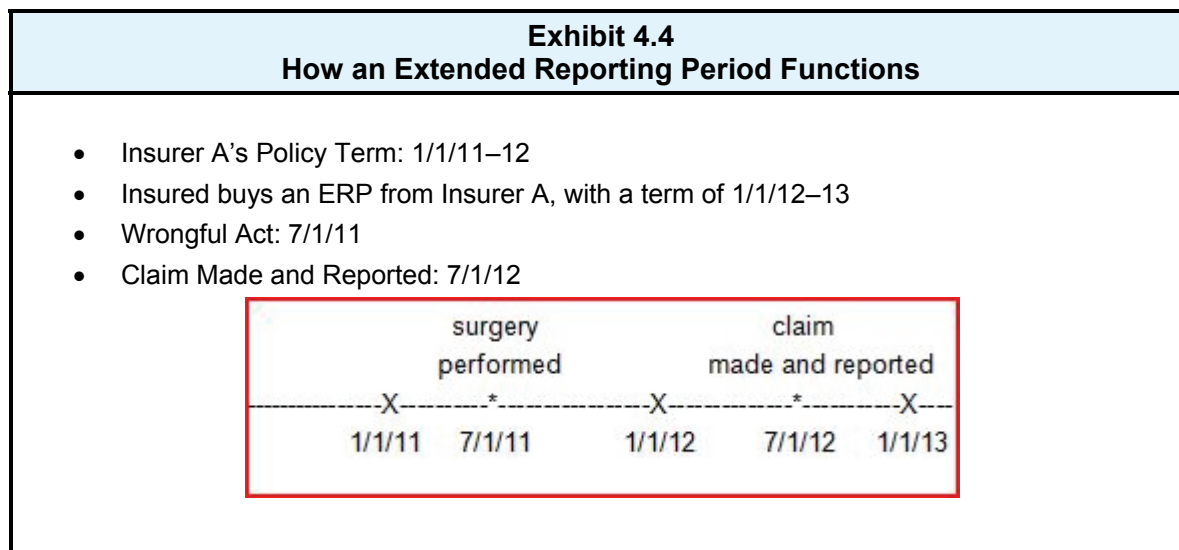 Exhibit 4.4
How an Extended Reporting Period Functions
• Insurer A's Policy Term: 1/1/11–12
• Insured buys an ERP from Insurer A, with a term of 1/1/12–13
• Wrongful Act: 7/1/11
• Claim Made and Reported: 7/1/12
surgery claim
performed made and reported
----------------X-----------*-------------------X---------------*------------X----
1/1/11 7/1/11 1/1/12 7/1/12 1/1/13